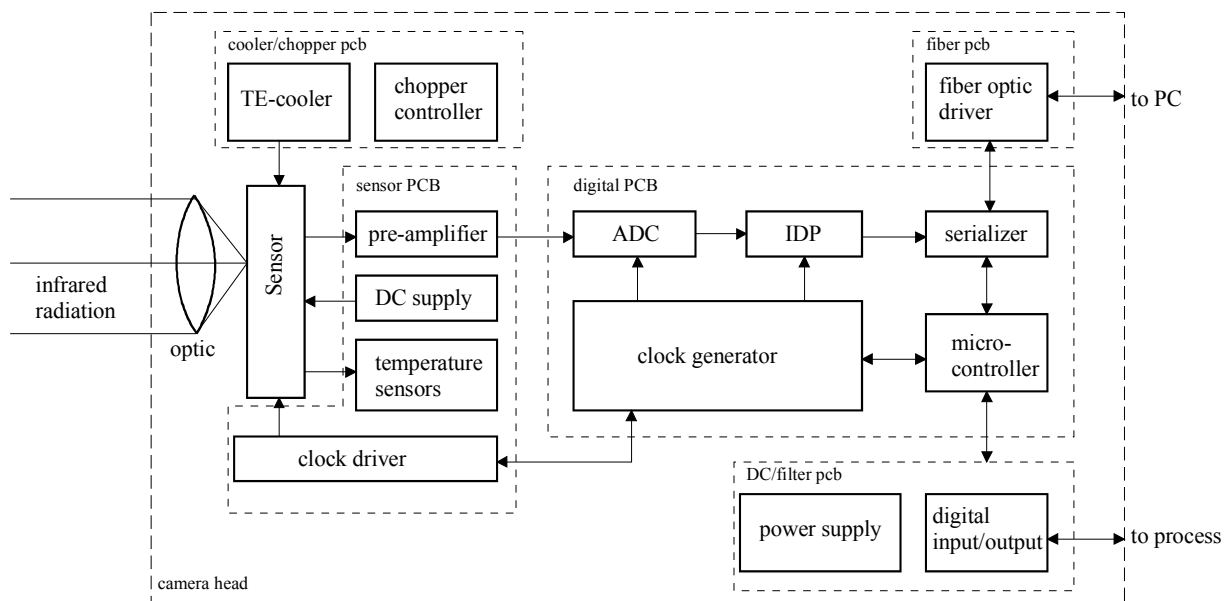 cooler/chopper pcb
TE-cooler
chopper
controller
fiber pcb
fiber optic
driver
to PC
sensor PCB
digital PCB
Sensor
pre-amplifier
ADC
IDP
serializer
infrared
radiation
optic
DC supply
temperature
sensors
clock generator
micro-
controller
clock driver
DC/filter pcb
power supply
digital
input/output
to process
camera head